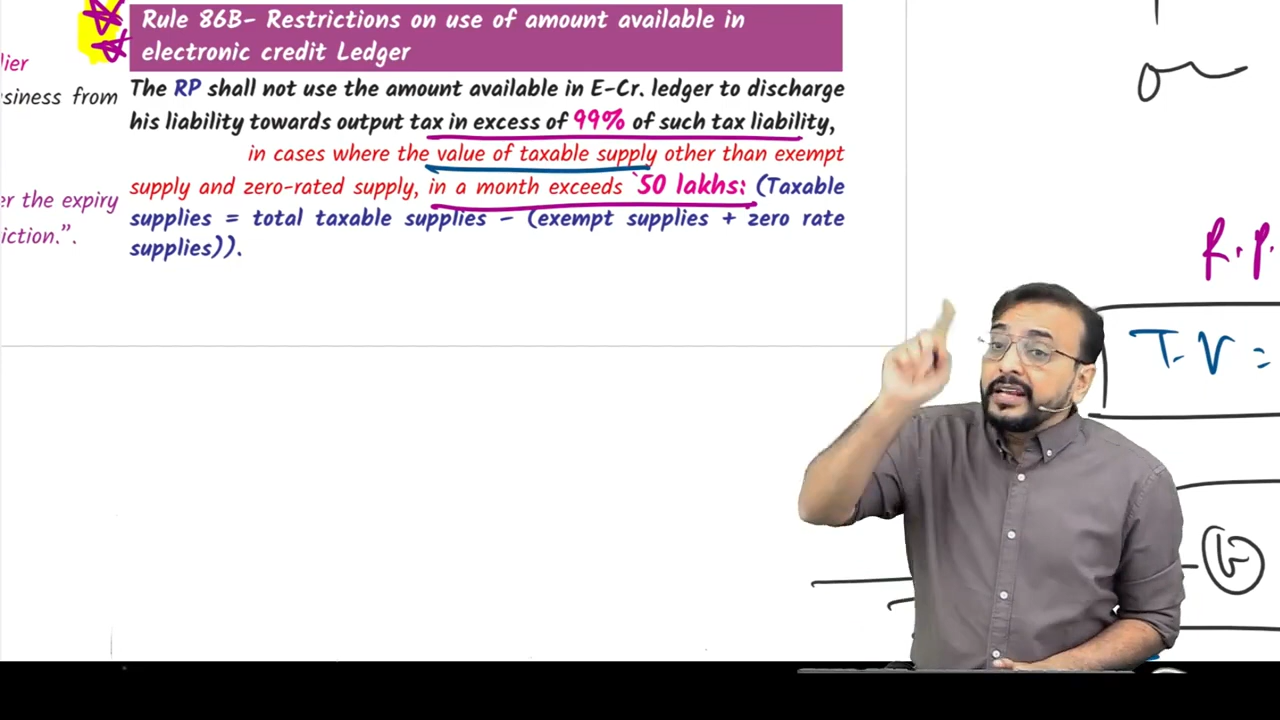 Rule 86B- Restrictions on use of amount available in
electronic credit Ledger
lier
siness from
er the expiry
iction.”.
The RP shall not use the amount available in E-Cr. ledger to discharge
his liability towards output tax in excess of 99% of such tax liability,
in cases where the value of taxable supply other than exempt
supply and zero-rated supply, in a month exceeds `50 lakhs: (Taxable
supplies = total taxable supplies – (exempt supplies + zero rate
supplies)).
or
R.P.
T.V =